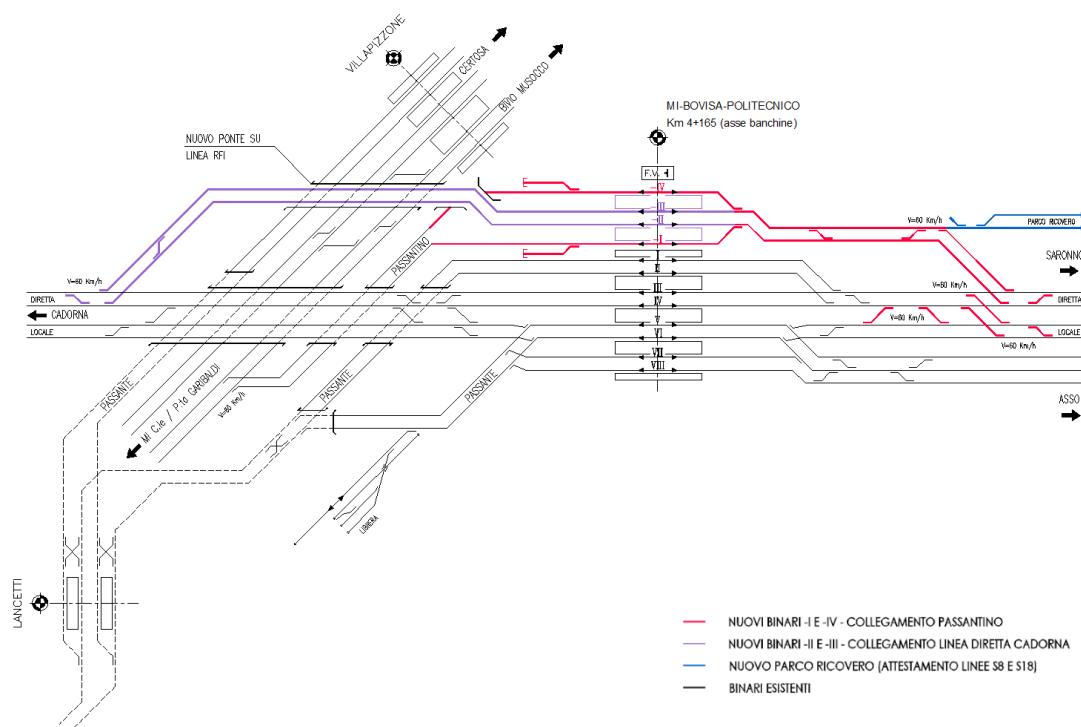 VILLAPIZZONE
CERTOSA
BIVIO MUSOCCO
MI-BOVISA-POLITECNICO
Km 4+165 (asse banchine)
NUOVO PONTE SU
LINEA RFI
F.V.
-IV
-III
-II
-I
V=60 Km/h
PARCO RICOVERO
PASSANTINO
SARONNO
I
II
III
IV
V
VI
VII
VIII
V=60 Km/h
DIRETTA
CADORNA
LOCALE
V=60 Km/h
DIRETTA
V=60 Km/h
LOCALE
V=60 Km/h
PASSANTE
MI C.le / P.ta GARIBALDI
V=60 Km/h
PASSANTE
PASSANTE
ASSO
LIBRERA
LANCETTI
NUOVI BINARI -I E -IV - COLLEGAMENTO PASSANTINO
NUOVI BINARI -II E -III - COLLEGAMENTO LINEA DIRETTA CADORNA
NUOVO PARCO RICOVERO (ATTESTAMENTO LINEE S8 E S18)
BINARI ESISTENTI